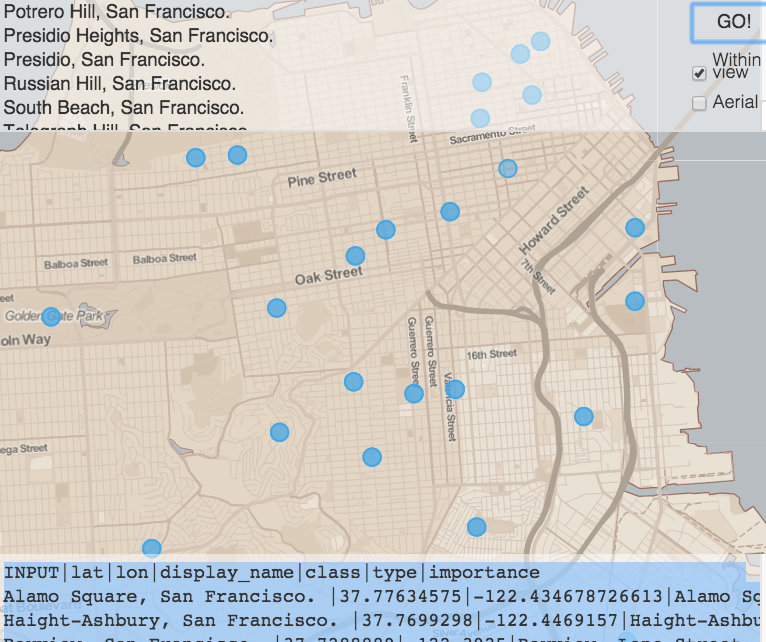 Potrero Hill, San Francisco.
Presidio Heights, San Francisco.
Presidio, San Francisco.
Russian Hill, San Francisco.
South Beach, San Francisco.
Telegraph Hill, San Francisco.
GO!
Within
view
Aerial
Franklin Street
Sacramento Street
Pine Street
Howard Street
7th Street
Balboa Street
Balboa Street
Oak Street
Golden Gate Park
oln Way
Guerrero Street
Guerrero Street
16th Street
Valencia Street
ega Street
INPUT|lat|lon|display_name|class|type|importance
Alamo Square, San Francisco. |37.77634575|-122.434678726613|Alamo Sq
Haight-Ashbury, San Francisco. |37.7699298|-122.4469157|Haight-Ashbu